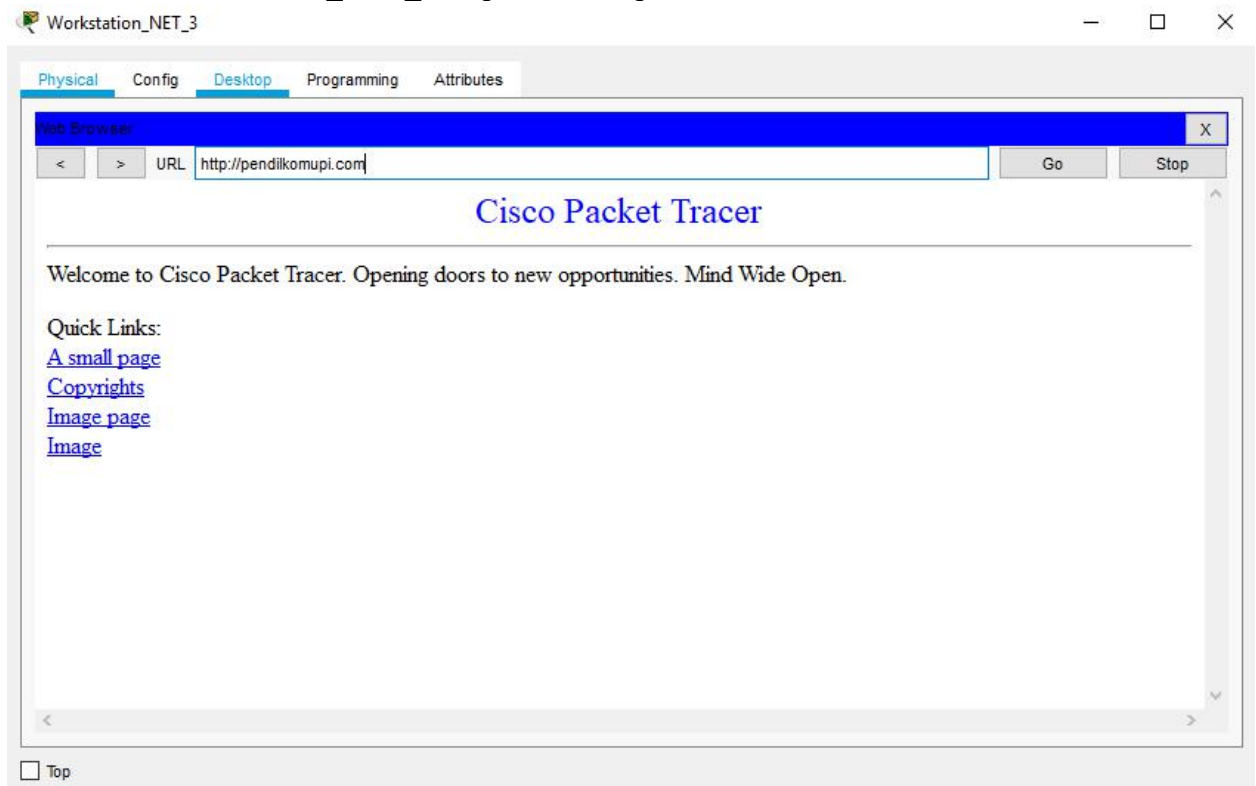 Workstation_NET_3
Physical Config Desktop Programming Attributes
Web Browser
X
< > URL http://pendilkomupi.com Go Stop
Cisco Packet Tracer
Welcome to Cisco Packet Tracer. Opening doors to new opportunities. Mind Wide Open.
Quick Links:
A small page
Copyrights
Image page
Image
Top